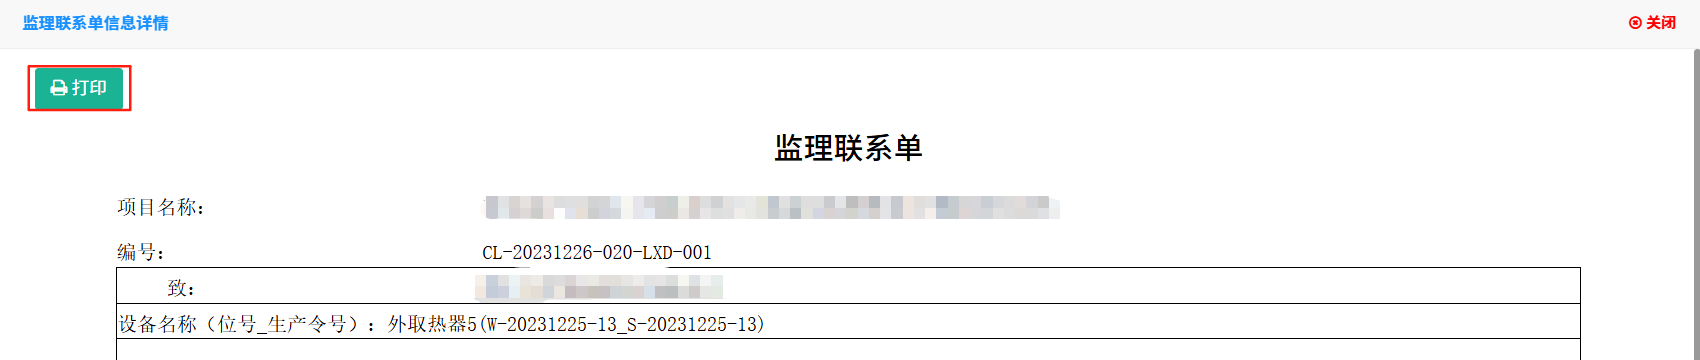 监理联系单信息详情
关闭
打印
监理联系单
项目名称：
编号： CL-20231226-020-LXD-001
致：
设备名称（位号_生产令号）：外取热器5(W-20231225-13_S-20231225-13)